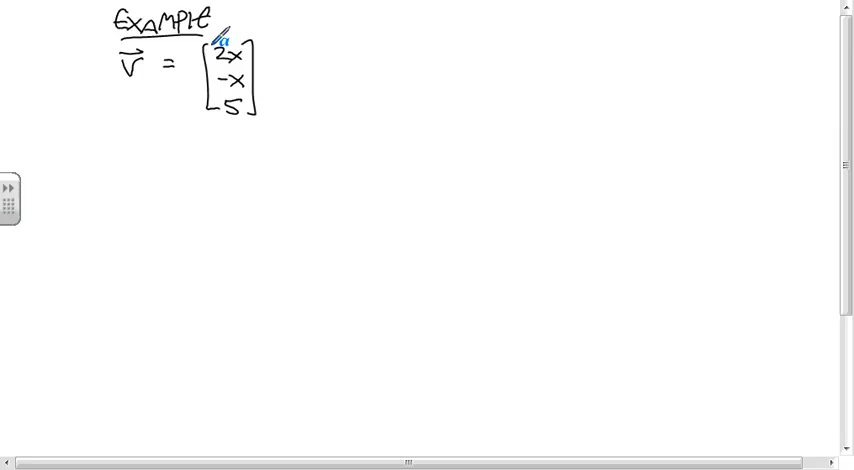 EXAMPLE
v⃗ = [2x
-x
5]